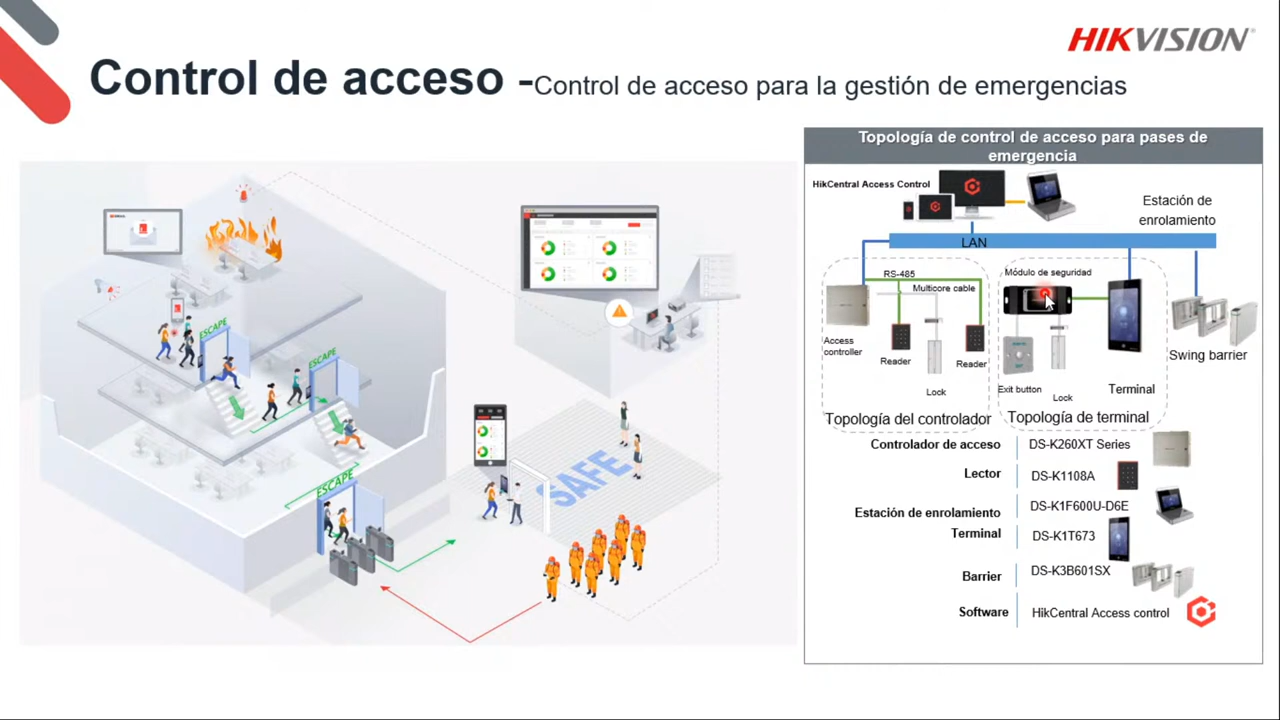 HIKVISION
Control de acceso -Control de acceso para la gestión de emergencias
Topología de control de acceso para pases de
emergencia
HikCentral Access Control
Estación de
enrolamiento
LAN
RS-485
Multicore cable
Access
controller
Reader
Lock
Reader
Topología del controlador
Módulo de seguridad
Exit button
Lock
Terminal
Topología de terminal
Swing barrier
Controlador de acceso
DS-K260XT Series
Lector
DS-K1108A
Estación de enrolamiento
DS-K1F600U-D6E
Terminal
DS-K1T673
Barrier
DS-K3B601SX
Software
HikCentral Access control
ESCAPE
ESCAPE
ESCAPE
SAFE